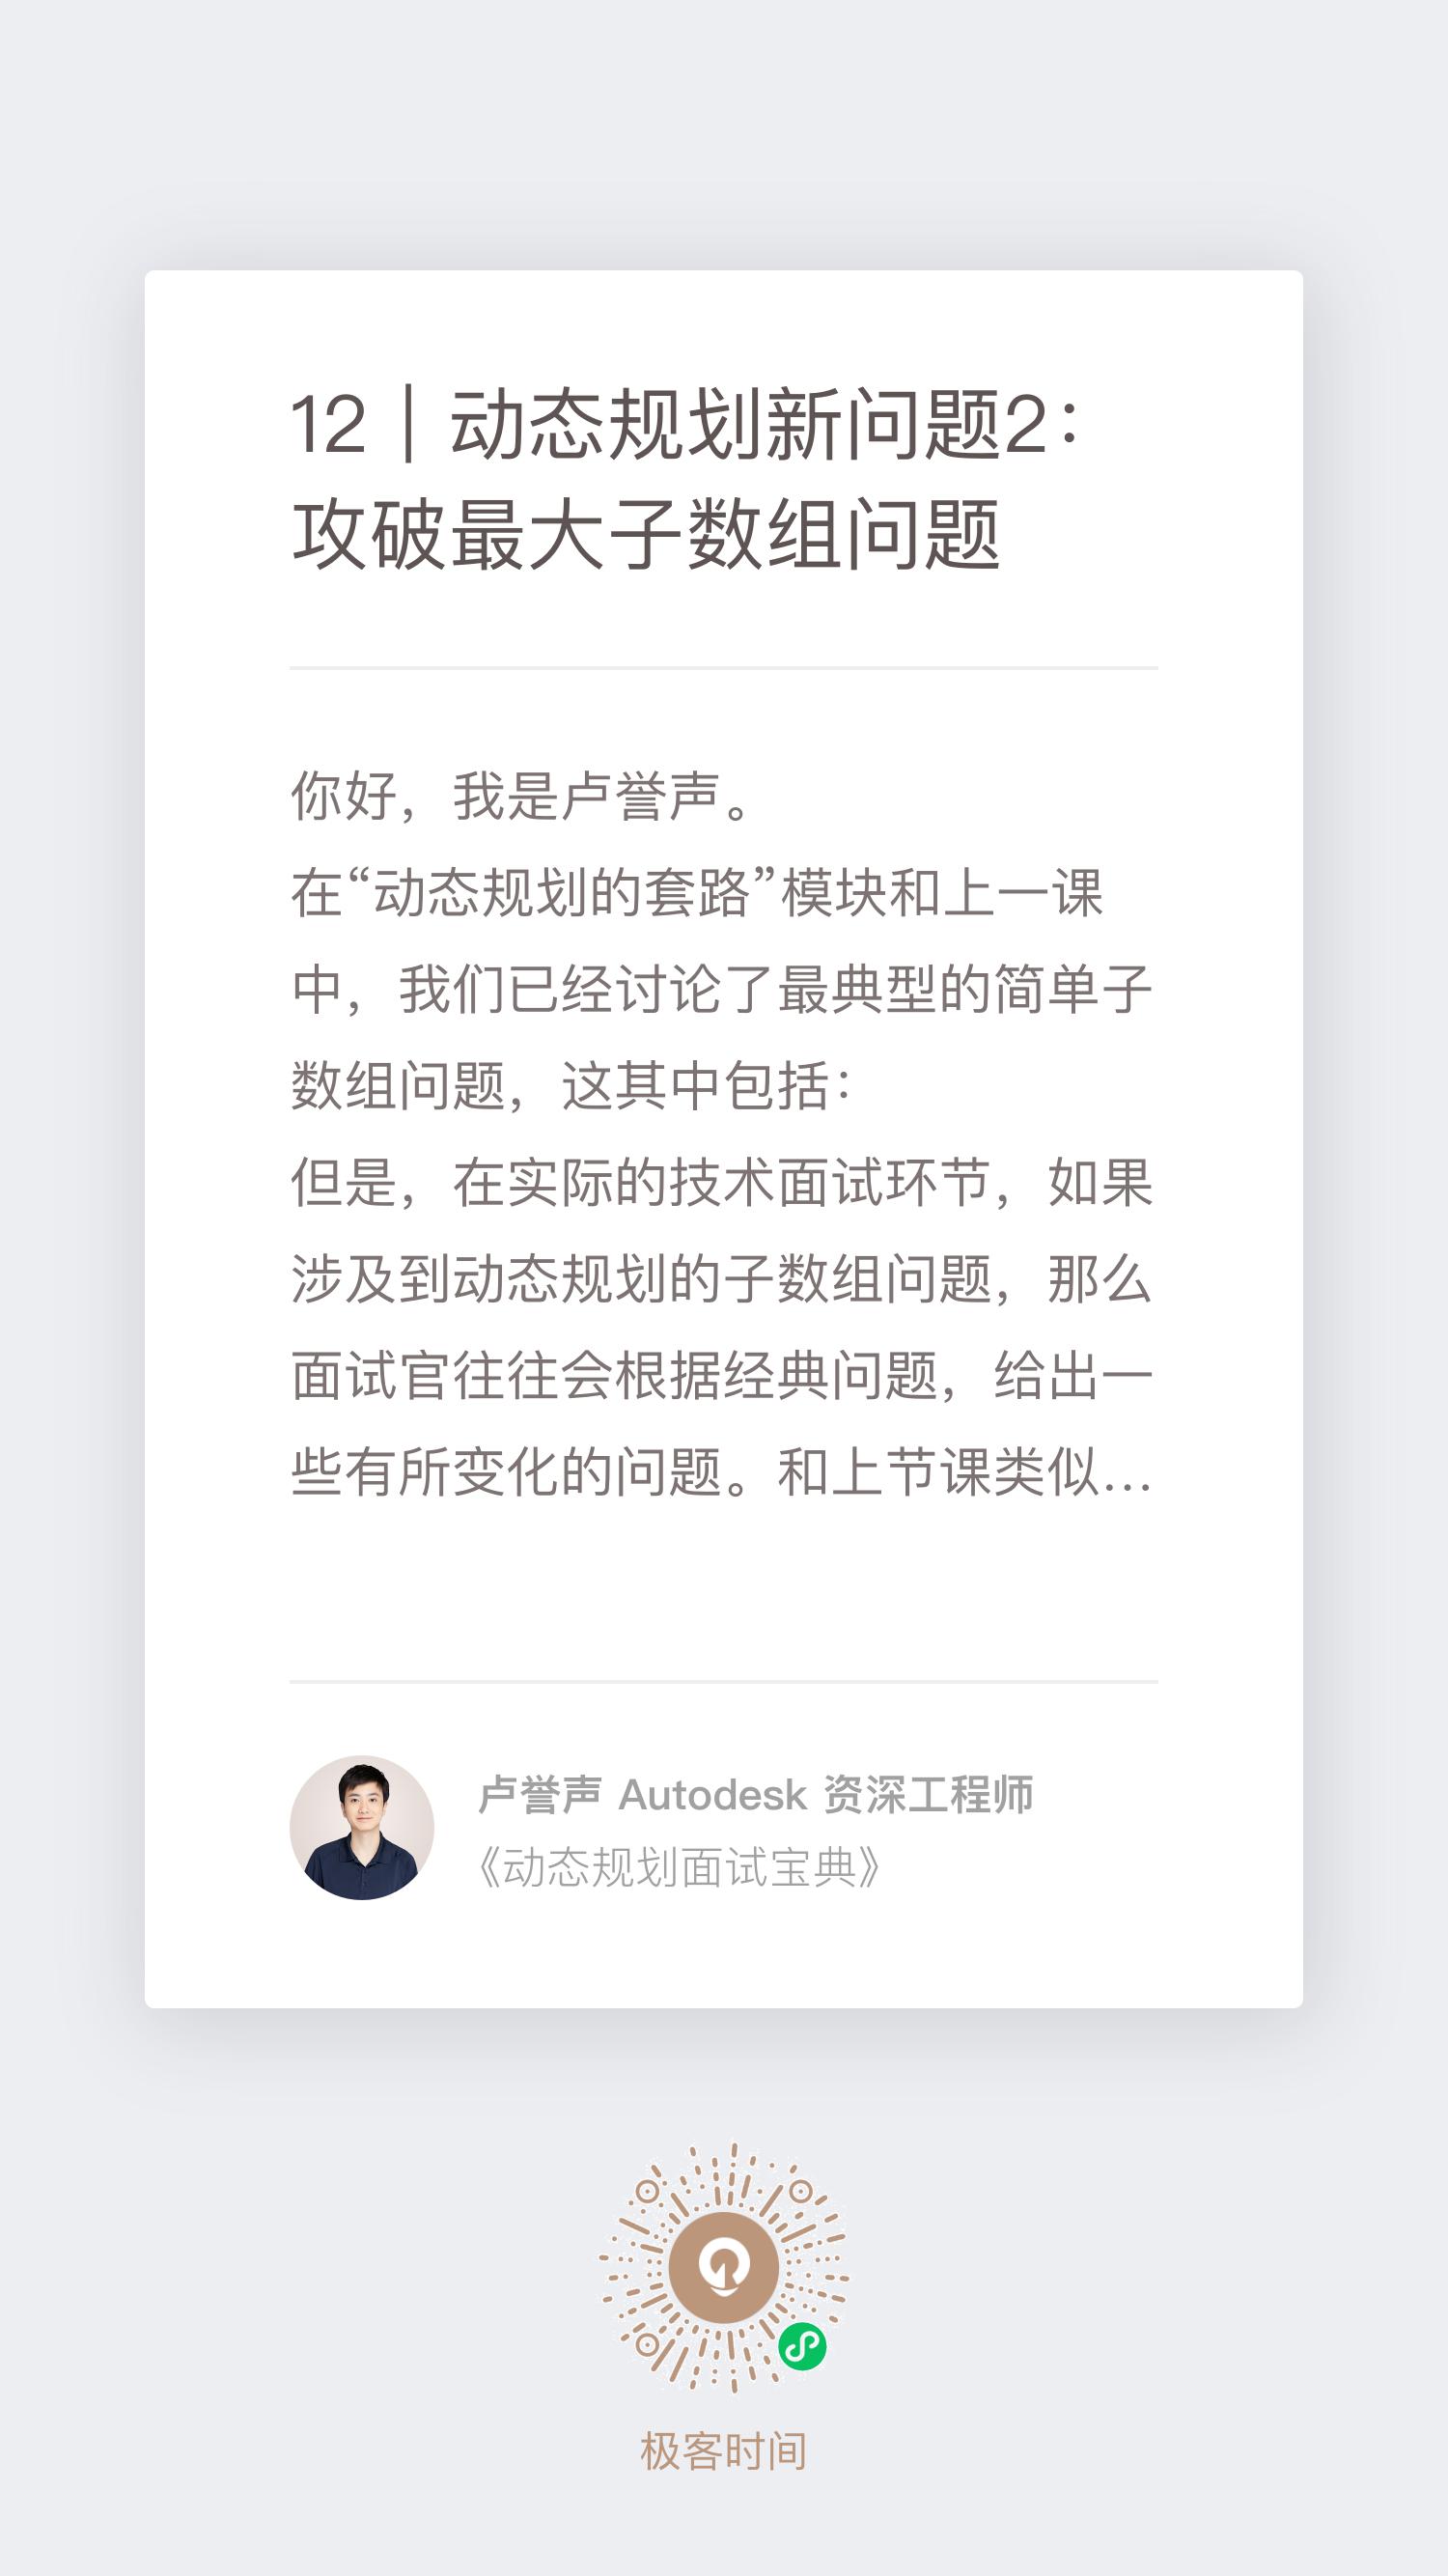 12｜动态规划新问题2：
攻破最大子数组问题
你好，我是卢誉声。
在“动态规划的套路”模块和上一课
中，我们已经讨论了最典型的简单子
数组问题，这其中包括：
但是，在实际的技术面试环节，如果
涉及到动态规划的子数组问题，那么
面试官往往会根据经典问题，给出一
些有所变化的问题。和上节课类似...
卢誉声 Autodesk 资深工程师
《动态规划面试宝典》
极客时间